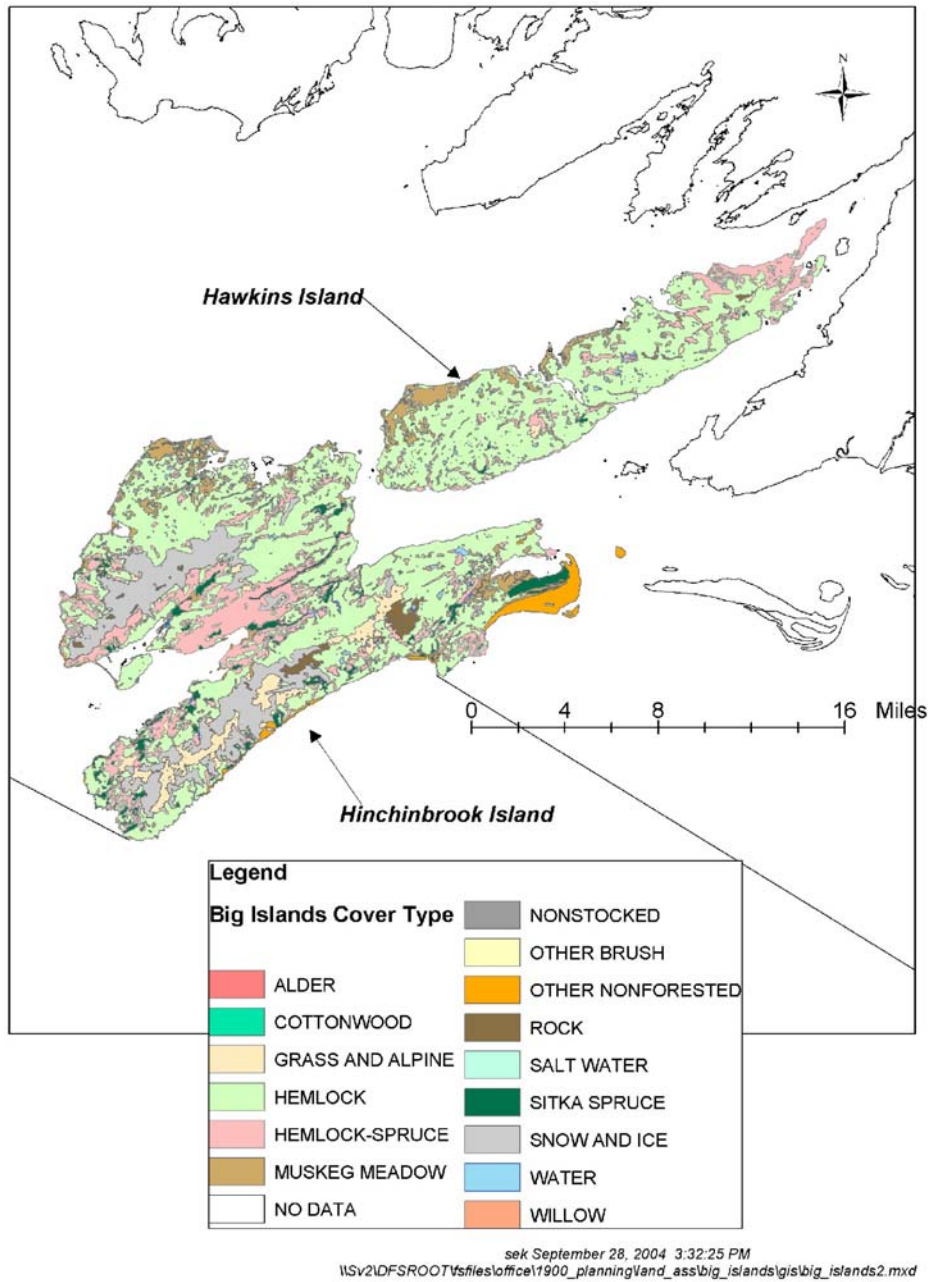 N
Hawkins Island
0 4 8 16 Miles
Hinchinbrook Island
Legend
Big Islands Cover Type
ALDER
COTTONWOOD
GRASS AND ALPINE
HEMLOCK
HEMLOCK-SPRUCE
MUSKEG MEADOW
NO DATA
NONSTOCKED
OTHER BRUSH
OTHER NONFORESTED
ROCK
SALT WATER
SITKA SPRUCE
SNOW AND ICE
WATER
WILLOW
sek September 28, 2004 3:32:25 PM
\\Sv2\DFSROOT\fsfiles\office\1900_planning\land_ass\big_islands\gis\big_islands2.mxd